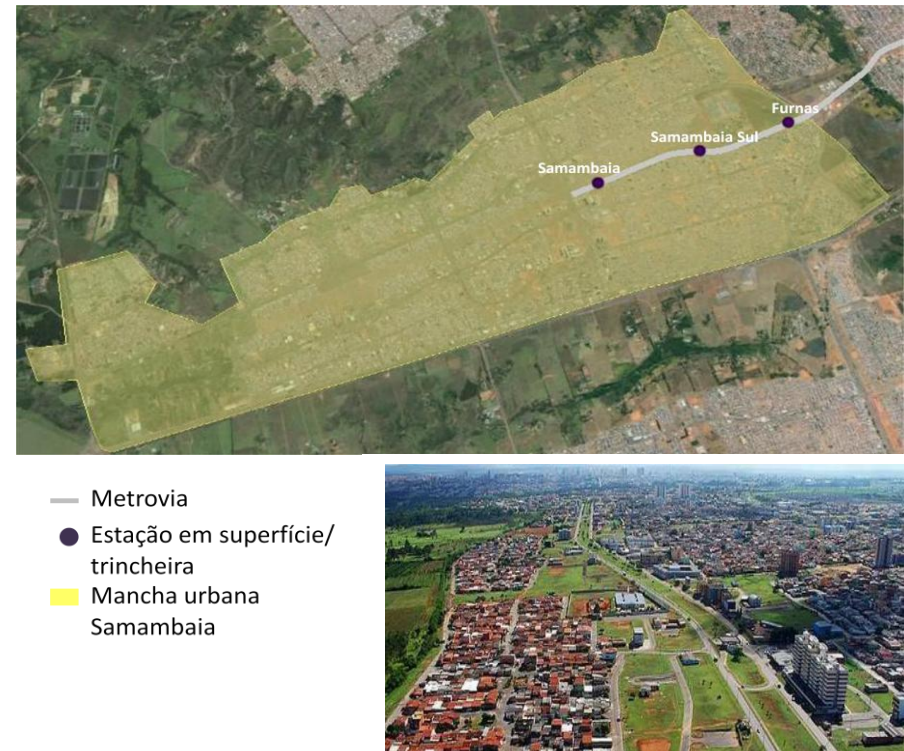 Furnas
Samambaia Sul
Samambaia
Metrovia
Estação em superfície/
trincheira
Mancha urbana
Samambaia